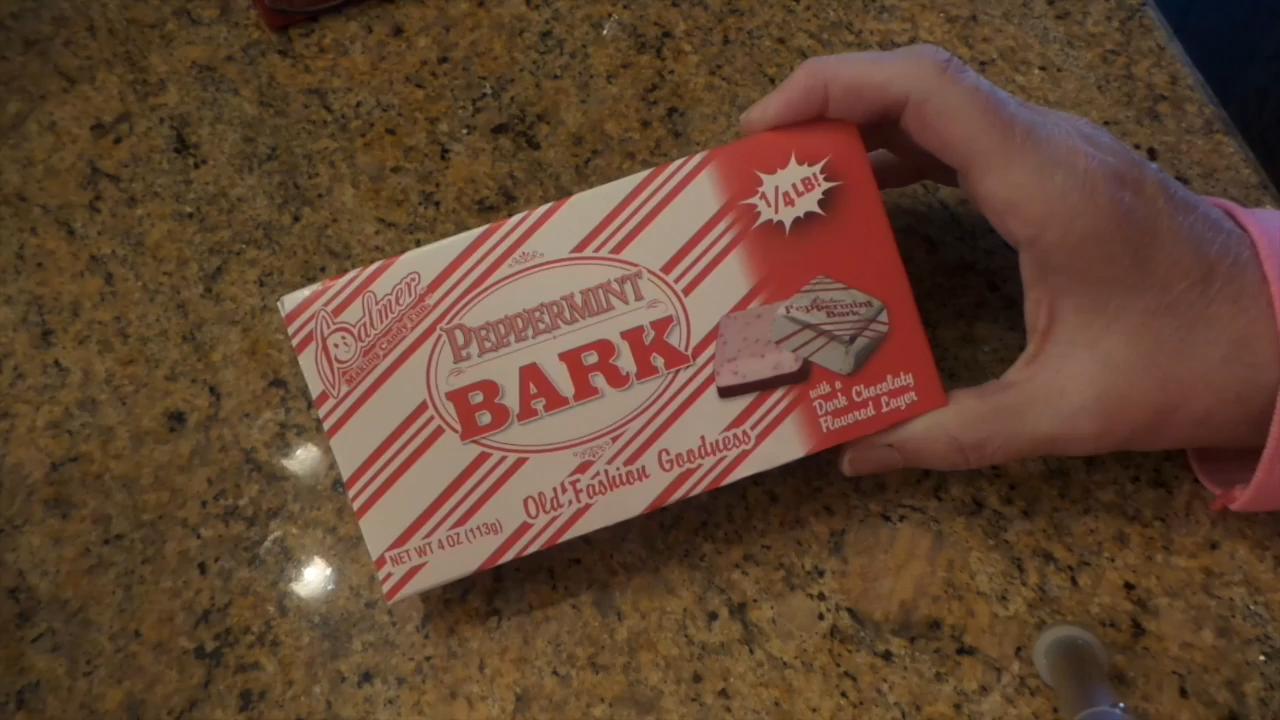 Palmer
Making Candy Fun
PEPPERMINT
BARK
Old Fashion Goodness
NET WT 4 OZ (113g)
1/4 LB!
Peppermint
Bark
with a
Dark Chocolaty
Flavored Layer